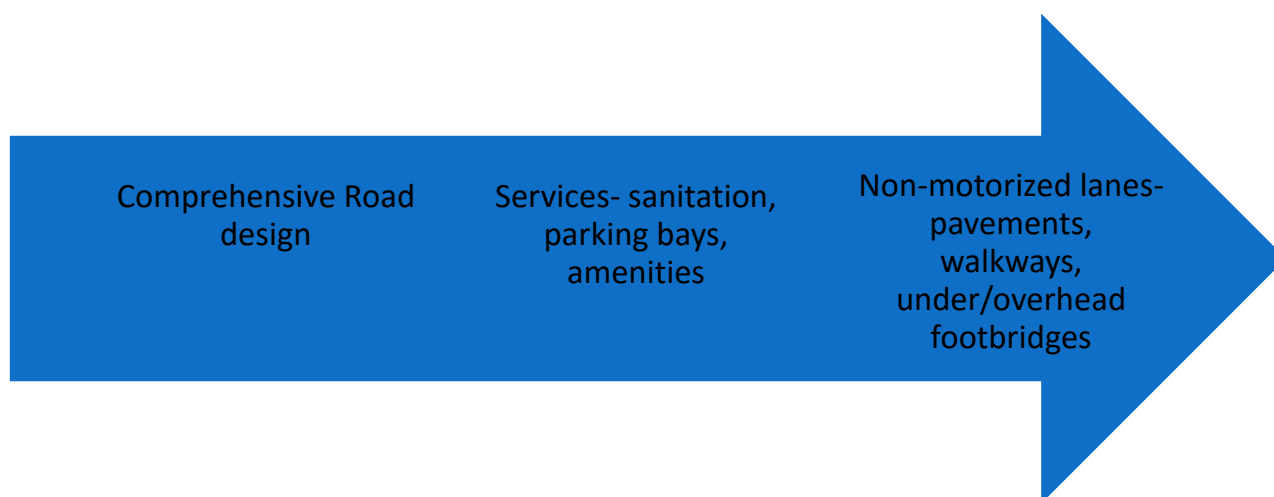 Comprehensive Road
design
Services- sanitation,
parking bays,
amenities
Non-motorized lanes-
pavements,
walkways,
under/overhead
footbridges